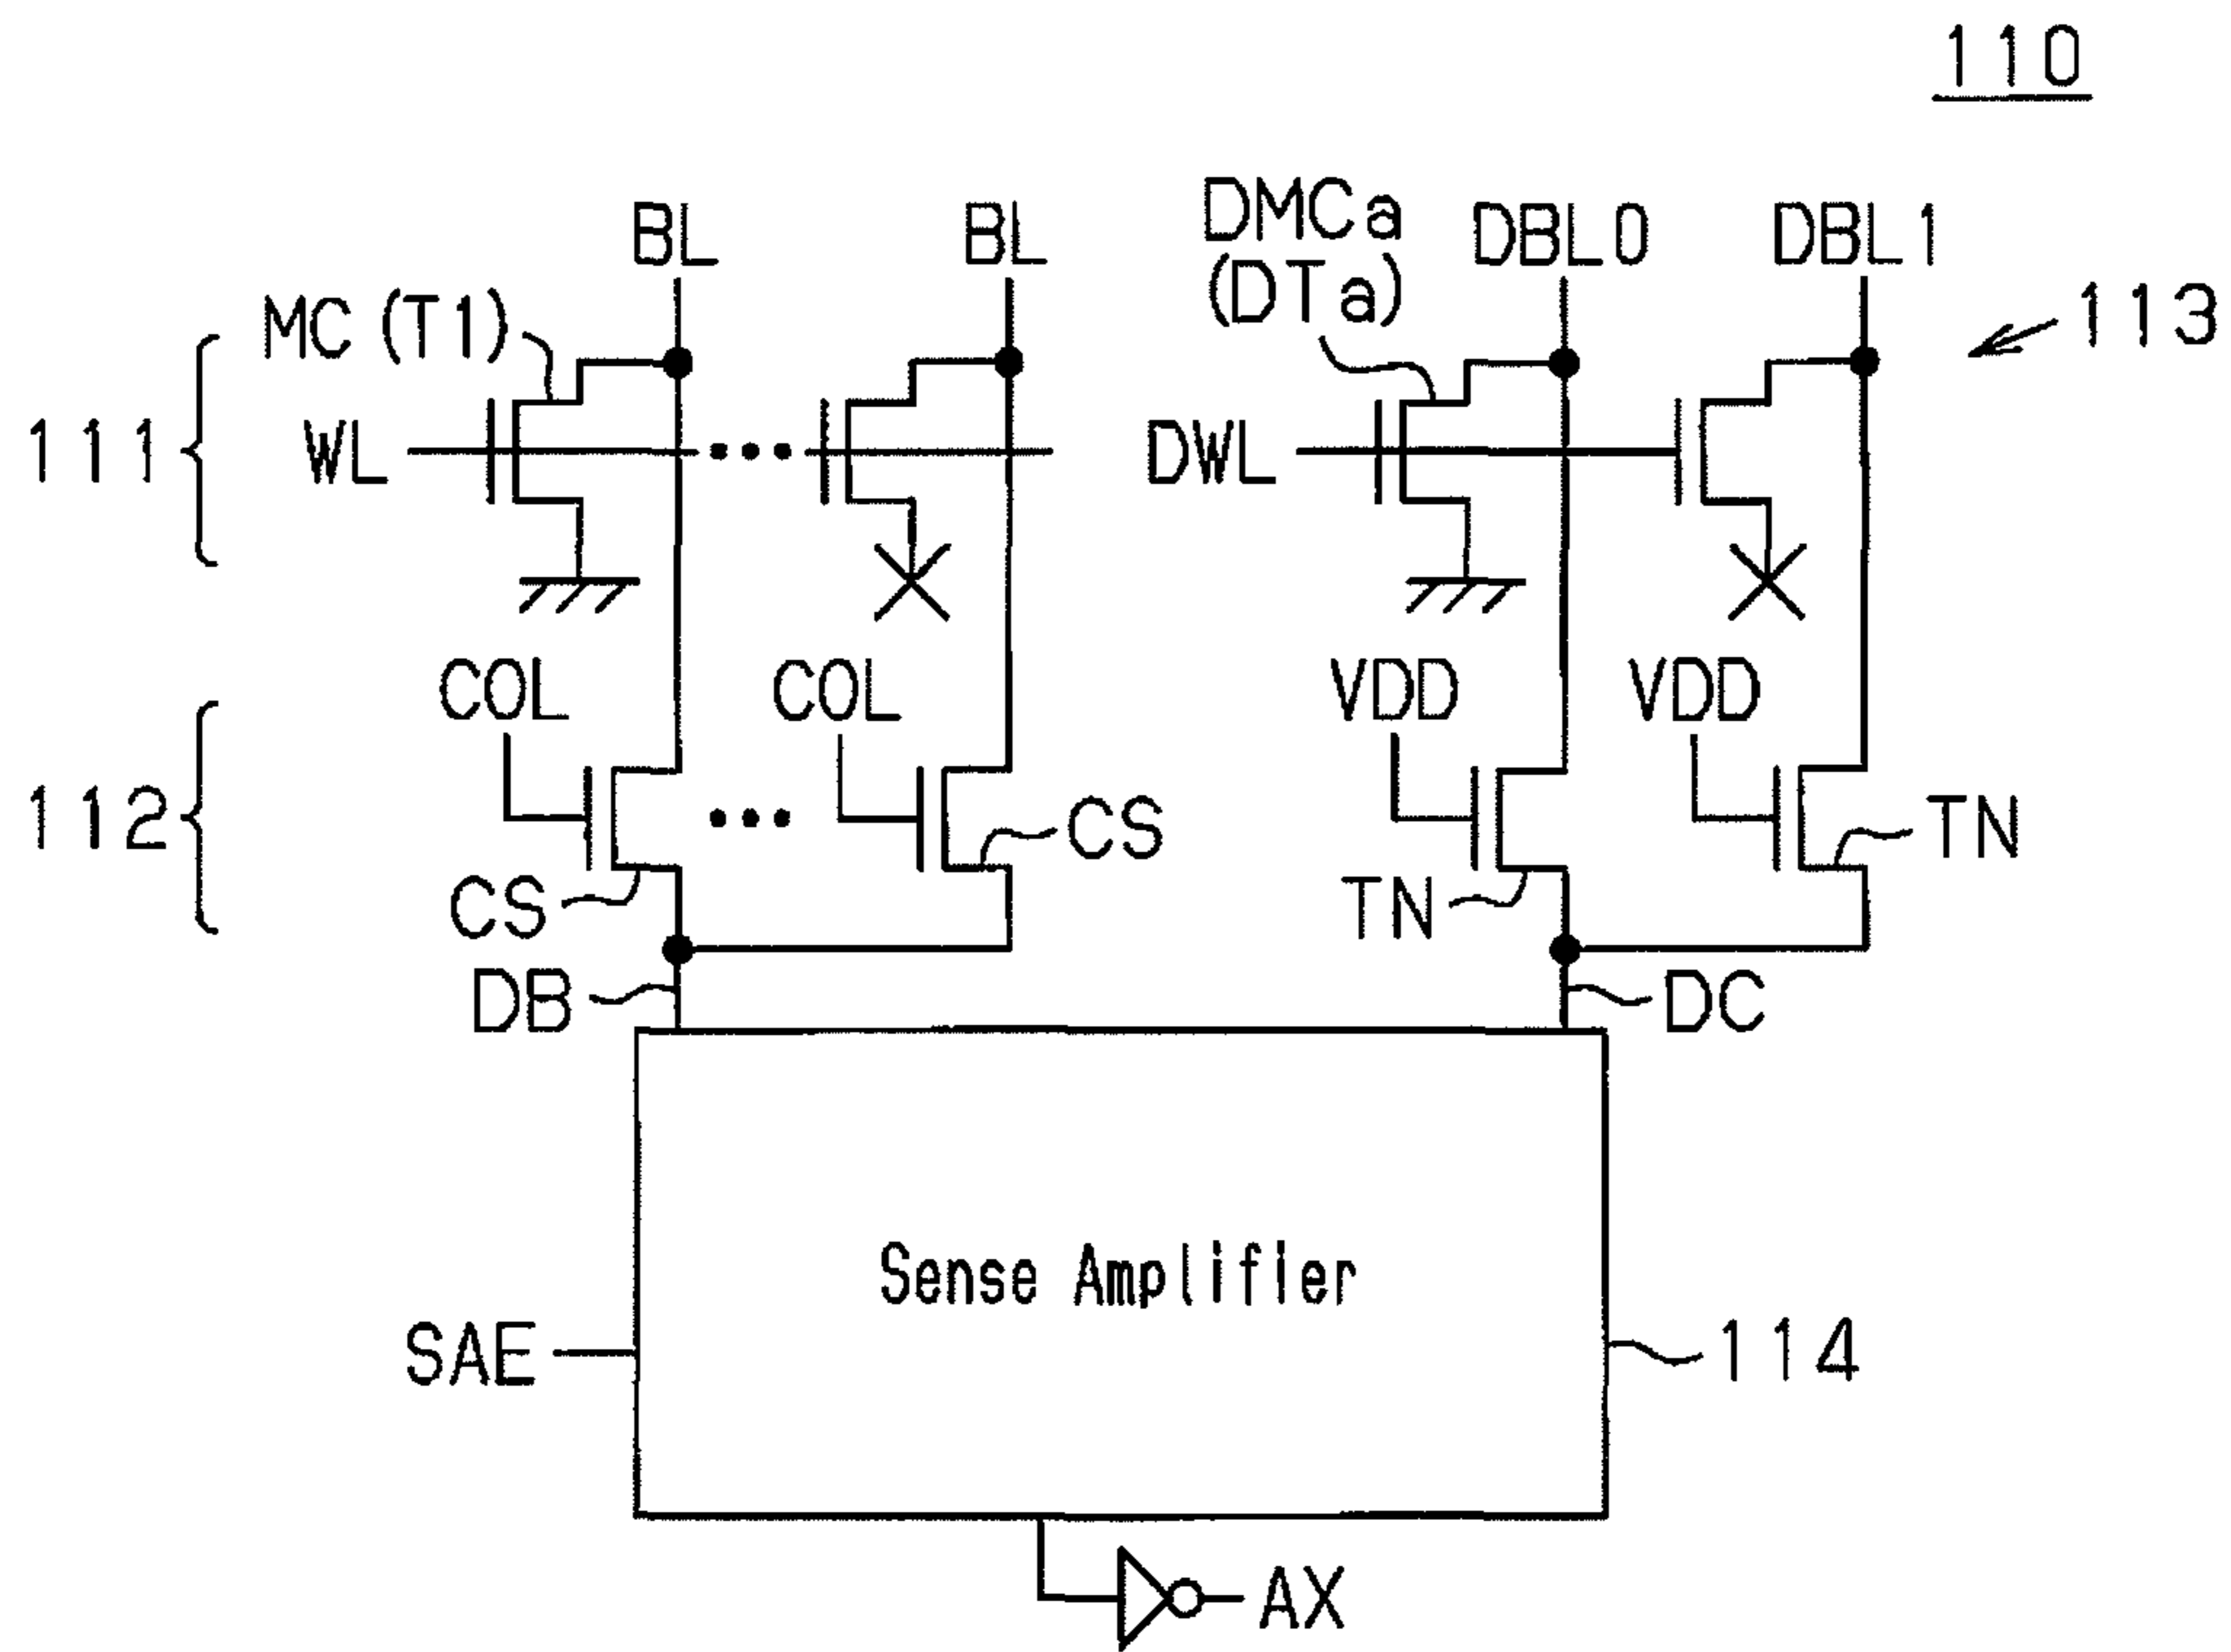 110
BL
BL
DMCa
(DTa)
DBL0
DBL1
MC(T1)
113
111
WL
DWL
COL
COL
VDD
VDD
112
CS
TN
CS
TN
DB
DC
Sense Amplifier
SAE
114
AX